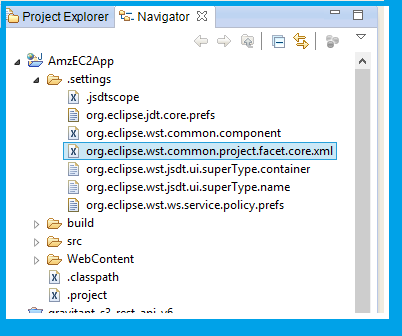 Project Explorer Navigator
AmzEC2App
.settings
.jsdtscope
org.eclipse.jdt.core.prefs
org.eclipse.wst.common.component
org.eclipse.wst.common.project.facet.core.xml
org.eclipse.wst.jsdt.ui.superType.container
org.eclipse.wst.jsdt.ui.superType.name
org.eclipse.wst.ws.service.policy.prefs
build
src
WebContent
.classpath
.project